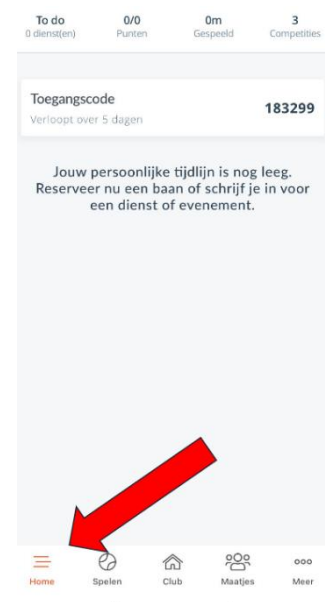 To do 0/0 0m 3
0 dienst(en) Punten Gespeeld Competities
Toegangscode
183299
Verloopt over 5 dagen
Jouw persoonlijke tijdlijn is nog leeg.
Reserveer nu een baan of schrijf je in voor
een dienst of evenement.
Home Spelen Club Maatjes Meer